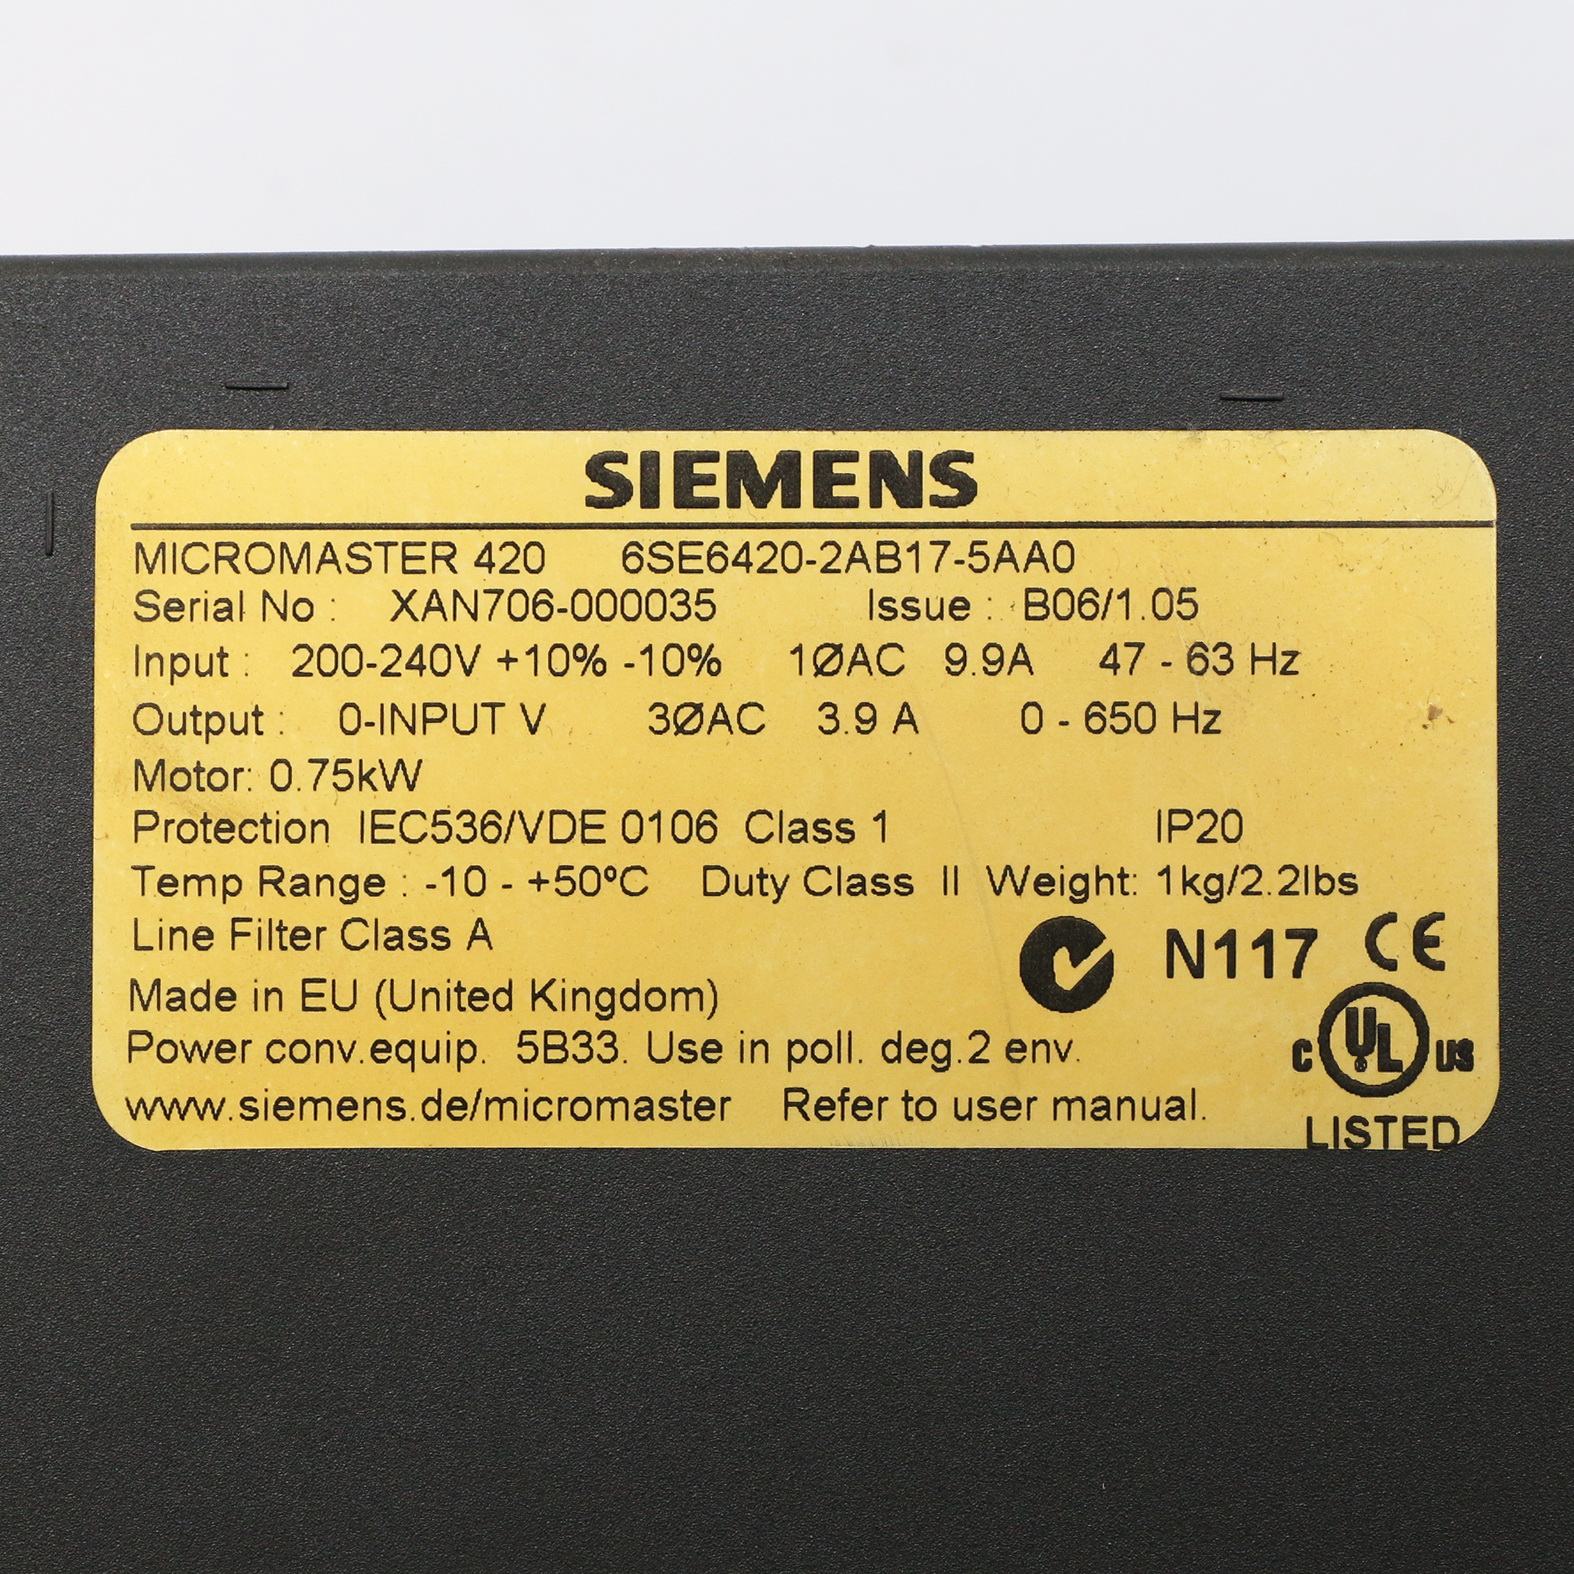 SIEMENS
MICROMASTER 420 6SE6420-2AB17-5AA0
Serial No : XAN706-000035 Issue : B06/1.05
Input : 200-240V +10% -10% 1ØAC 9.9A 47 - 63 Hz
Output : 0-INPUT V 3ØAC 3.9 A 0 - 650 Hz
Motor: 0.75kW
Protection IEC536/VDE 0106 Class 1 IP20
Temp Range : -10 - +50°C Duty Class II Weight: 1kg/2.2lbs
Line Filter Class A
N117 CE
Made in EU (United Kingdom)
Power conv.equip. 5B33. Use in poll. deg.2 env.
C UL US
www.siemens.de/micromaster Refer to user manual.
LISTED